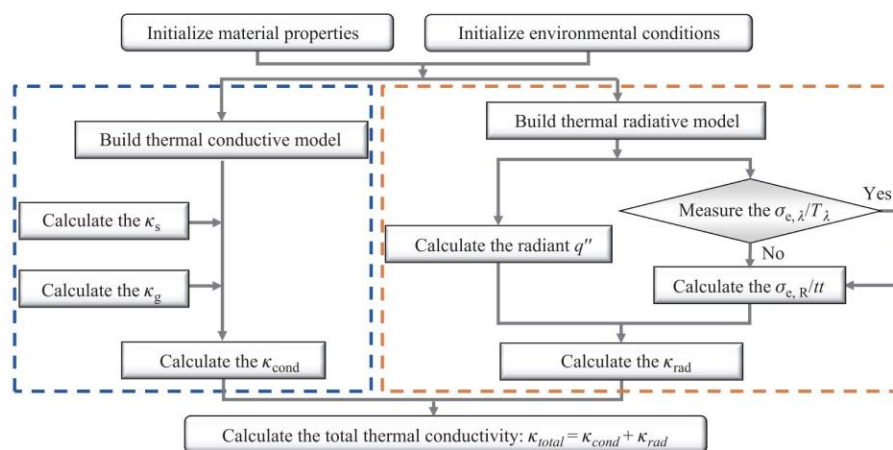 Initialize material properties
Initialize environmental conditions
Build thermal conductive model
Build thermal radiative model
Yes
Calculate the κs
Measure the σe, λ/Tλ
Calculate the radiant q″
No
Calculate the κg
Calculate the σe, R/tt
Calculate the κcond
Calculate the κrad
Calculate the total thermal conductivity: κtotal = κcond + κrad